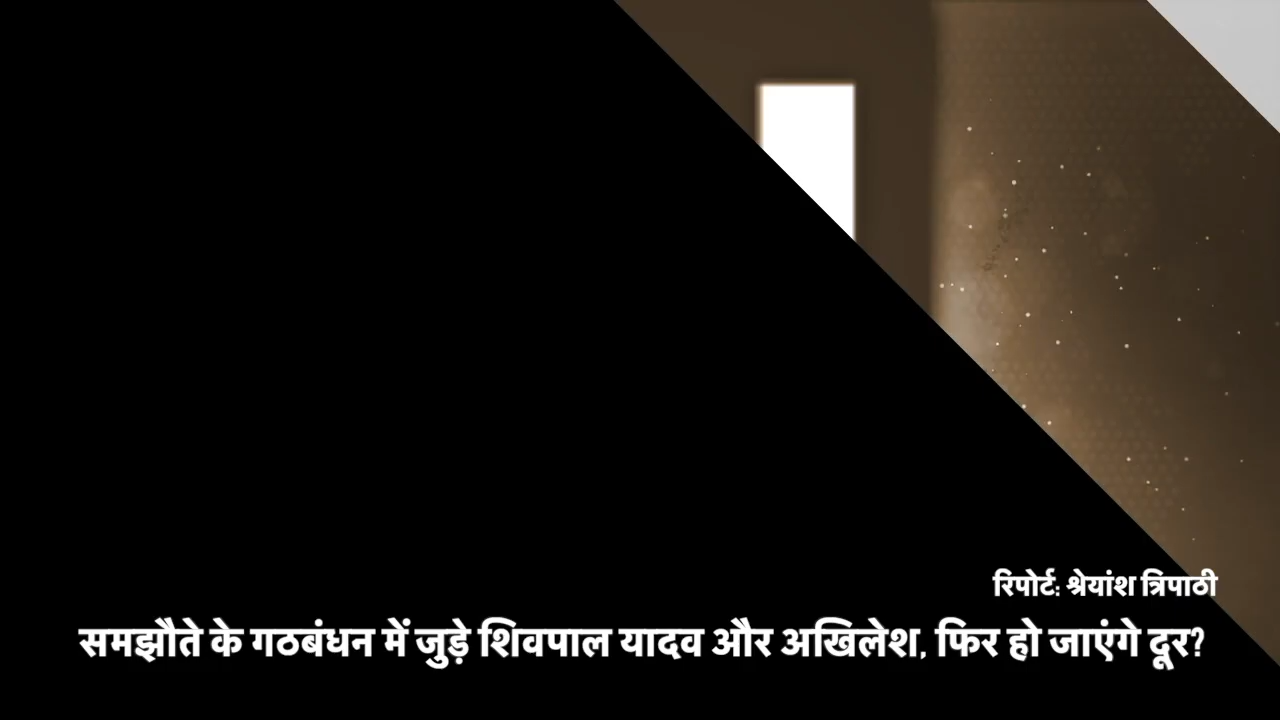 रिपोर्ट: श्रेयांश त्रिपाठी
समझौते के गठबंधन में जुड़े शिवपाल यादव और अखिलेश, फिर हो जाएंगे दूर?